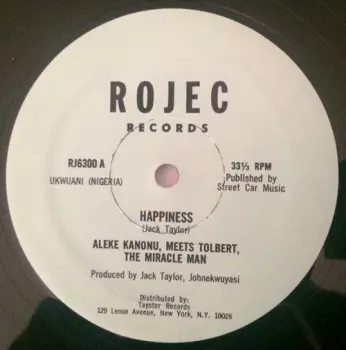 ROJEC
RECORDS
RJ6300 A
33⅓ RPM
UKWUANI (NIGERIA)
Published by
Street Car Music
HAPPINESS
(Jack Taylor)
ALEKE KANONU, MEETS TOLBERT,
THE MIRACLE MAN
Produced by Jack Taylor, Johnekwuyasi
Distributed by:
Tayster Records
129 Lenox Avenue, New York, N.Y. 10026